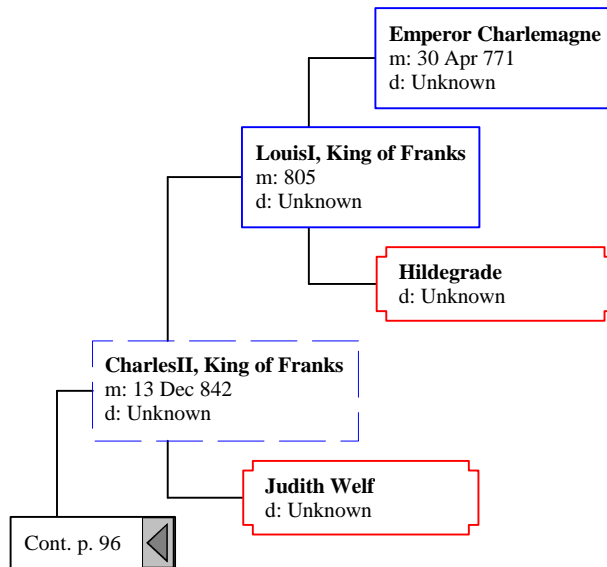 Emperor Charlemagne
m: 30 Apr 771
d: Unknown
LouisI, King of Franks
m: 805
d: Unknown
Hildegrade
d: Unknown
CharlesII, King of Franks
m: 13 Dec 842
d: Unknown
Judith Welf
d: Unknown
Cont. p. 96